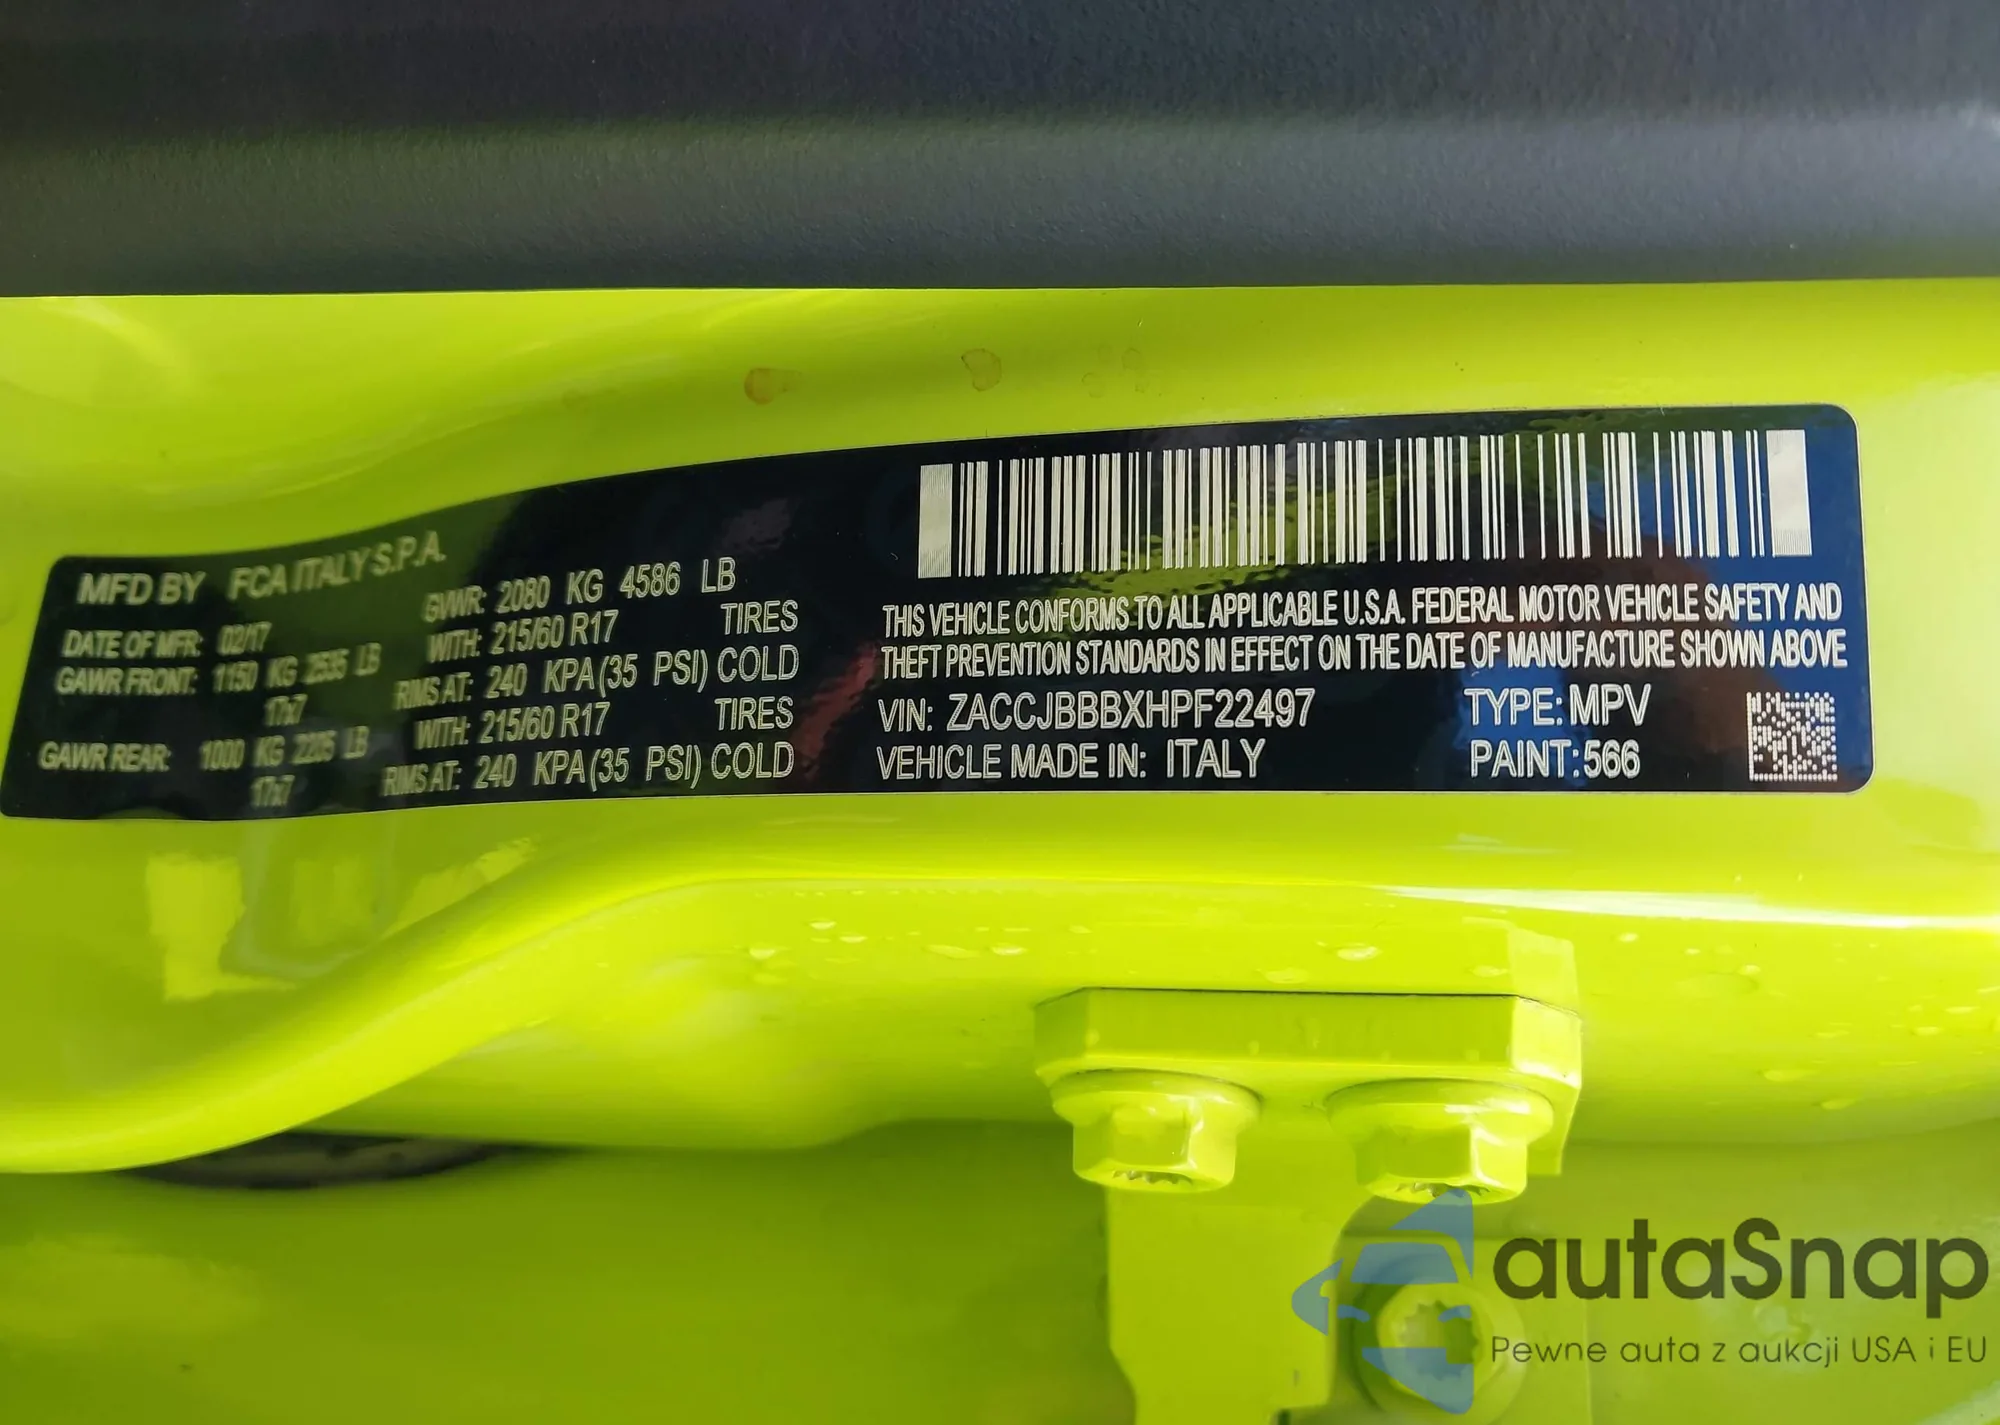 MFD BY FCA ITALY S.P.A.
DATE OF MFR: 02/17 GVWR: 2080 KG 4586 LB
GAWR FRONT: 1150 KG 2535 LB WITH: 215/60 R17 TIRES
17x7 RIMS AT: 240 KPA (35 PSI) COLD
GAWR REAR: 1000 KG 2205 LB WITH: 215/60 R17 TIRES
17x7 RIMS AT: 240 KPA (35 PSI) COLD
THIS VEHICLE CONFORMS TO ALL APPLICABLE U.S.A. FEDERAL MOTOR VEHICLE SAFETY AND
THEFT PREVENTION STANDARDS IN EFFECT ON THE DATE OF MANUFACTURE SHOWN ABOVE
VIN: ZACCJBBBXHPF22497 TYPE: MPV
VEHICLE MADE IN: ITALY PAINT: 566
autaSnap
Pewne auta z aukcji USA i EU